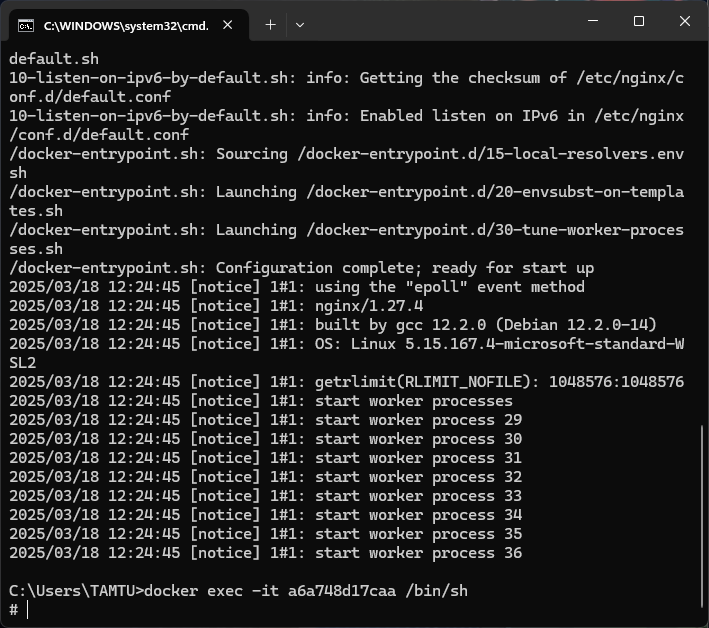 C:\WINDOWS\system32\cmd.
default.sh
10-listen-on-ipv6-by-default.sh: info: Getting the checksum of /etc/nginx/c
onf.d/default.conf
10-listen-on-ipv6-by-default.sh: info: Enabled listen on IPv6 in /etc/nginx
/conf.d/default.conf
/docker-entrypoint.sh: Sourcing /docker-entrypoint.d/15-local-resolvers.env
sh
/docker-entrypoint.sh: Launching /docker-entrypoint.d/20-envsubst-on-templa
tes.sh
/docker-entrypoint.sh: Launching /docker-entrypoint.d/30-tune-worker-proces
ses.sh
/docker-entrypoint.sh: Configuration complete; ready for start up
2025/03/18 12:24:45 [notice] 1#1: using the "epoll" event method
2025/03/18 12:24:45 [notice] 1#1: nginx/1.27.4
2025/03/18 12:24:45 [notice] 1#1: built by gcc 12.2.0 (Debian 12.2.0-14)
2025/03/18 12:24:45 [notice] 1#1: OS: Linux 5.15.167.4-microsoft-standard-W
SL2
2025/03/18 12:24:45 [notice] 1#1: getrlimit(RLIMIT_NOFILE): 1048576:1048576
2025/03/18 12:24:45 [notice] 1#1: start worker processes
2025/03/18 12:24:45 [notice] 1#1: start worker process 29
2025/03/18 12:24:45 [notice] 1#1: start worker process 30
2025/03/18 12:24:45 [notice] 1#1: start worker process 31
2025/03/18 12:24:45 [notice] 1#1: start worker process 32
2025/03/18 12:24:45 [notice] 1#1: start worker process 33
2025/03/18 12:24:45 [notice] 1#1: start worker process 34
2025/03/18 12:24:45 [notice] 1#1: start worker process 35
2025/03/18 12:24:45 [notice] 1#1: start worker process 36
C:\Users\TAMTU>docker exec -it a6a748d17caa /bin/sh
#